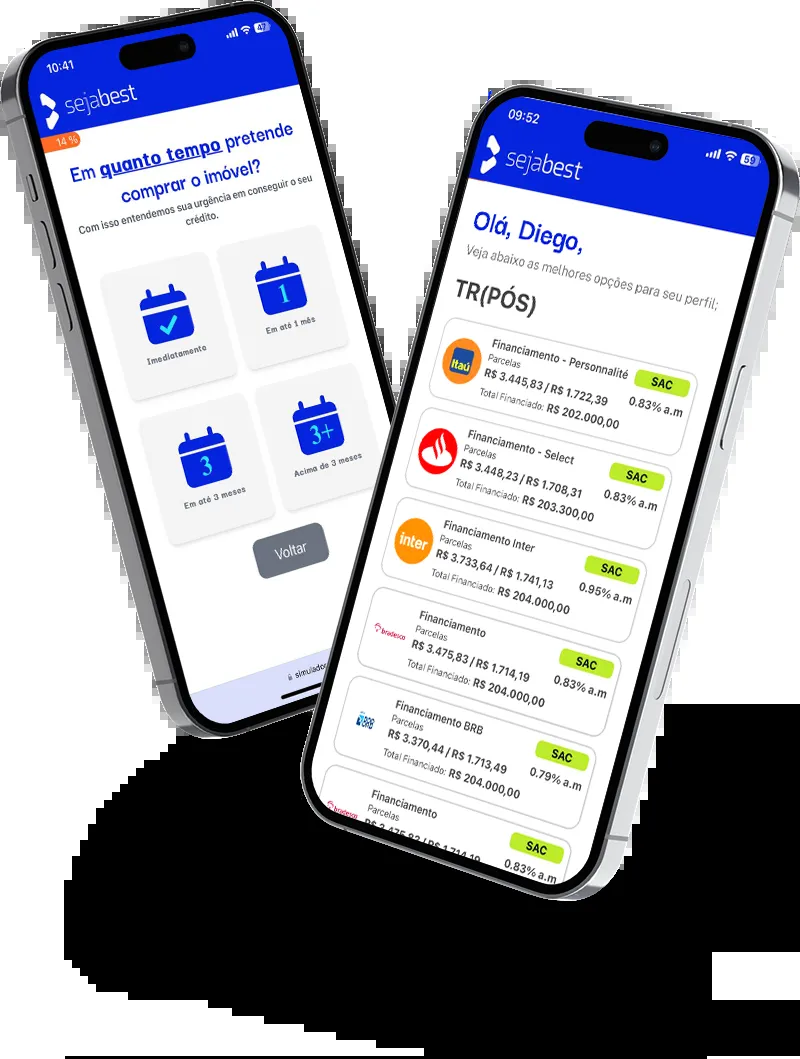 10:41
47
sejabest
14 %
Em quanto tempo pretende
comprar o imóvel?
Com isso entendemos sua urgência em conseguir o seu
crédito.
Imediatamente
1
Em até 1 mês
3
Em até 3 meses
3+
Acima de 3 meses
Voltar
09:52
59
sejabest
Olá, Diego,
Veja abaixo as melhores opções para seu perfil;
TR(PÓS)
Itaú
Financiamento - Personnalité
Parcelas
R$ 3.445,83 / R$ 1.722,39
Total Financiado: R$ 202.000,00
SAC
0.83% a.m
Financiamento - Select
Parcelas
R$ 3.448,23 / R$ 1.708,31
Total Financiado: R$ 203.300,00
SAC
0.83% a.m
inter
Financiamento Inter
Parcelas
R$ 3.733,64 / R$ 1.741,13
Total Financiado: R$ 204.000,00
SAC
0.95% a.m
bradesco
Financiamento
Parcelas
R$ 3.475,83 / R$ 1.714,19
Total Financiado: R$ 204.000,00
SAC
0.83% a.m
BRB
Financiamento BRB
Parcelas
R$ 3.370,44 / R$ 1.713,49
Total Financiado: R$ 204.000,00
SAC
0.79% a.m
bradesco
Financiamento
Parcelas
R$ 3.475,83 / R$ 1.714,19
SAC
0.83% a.m